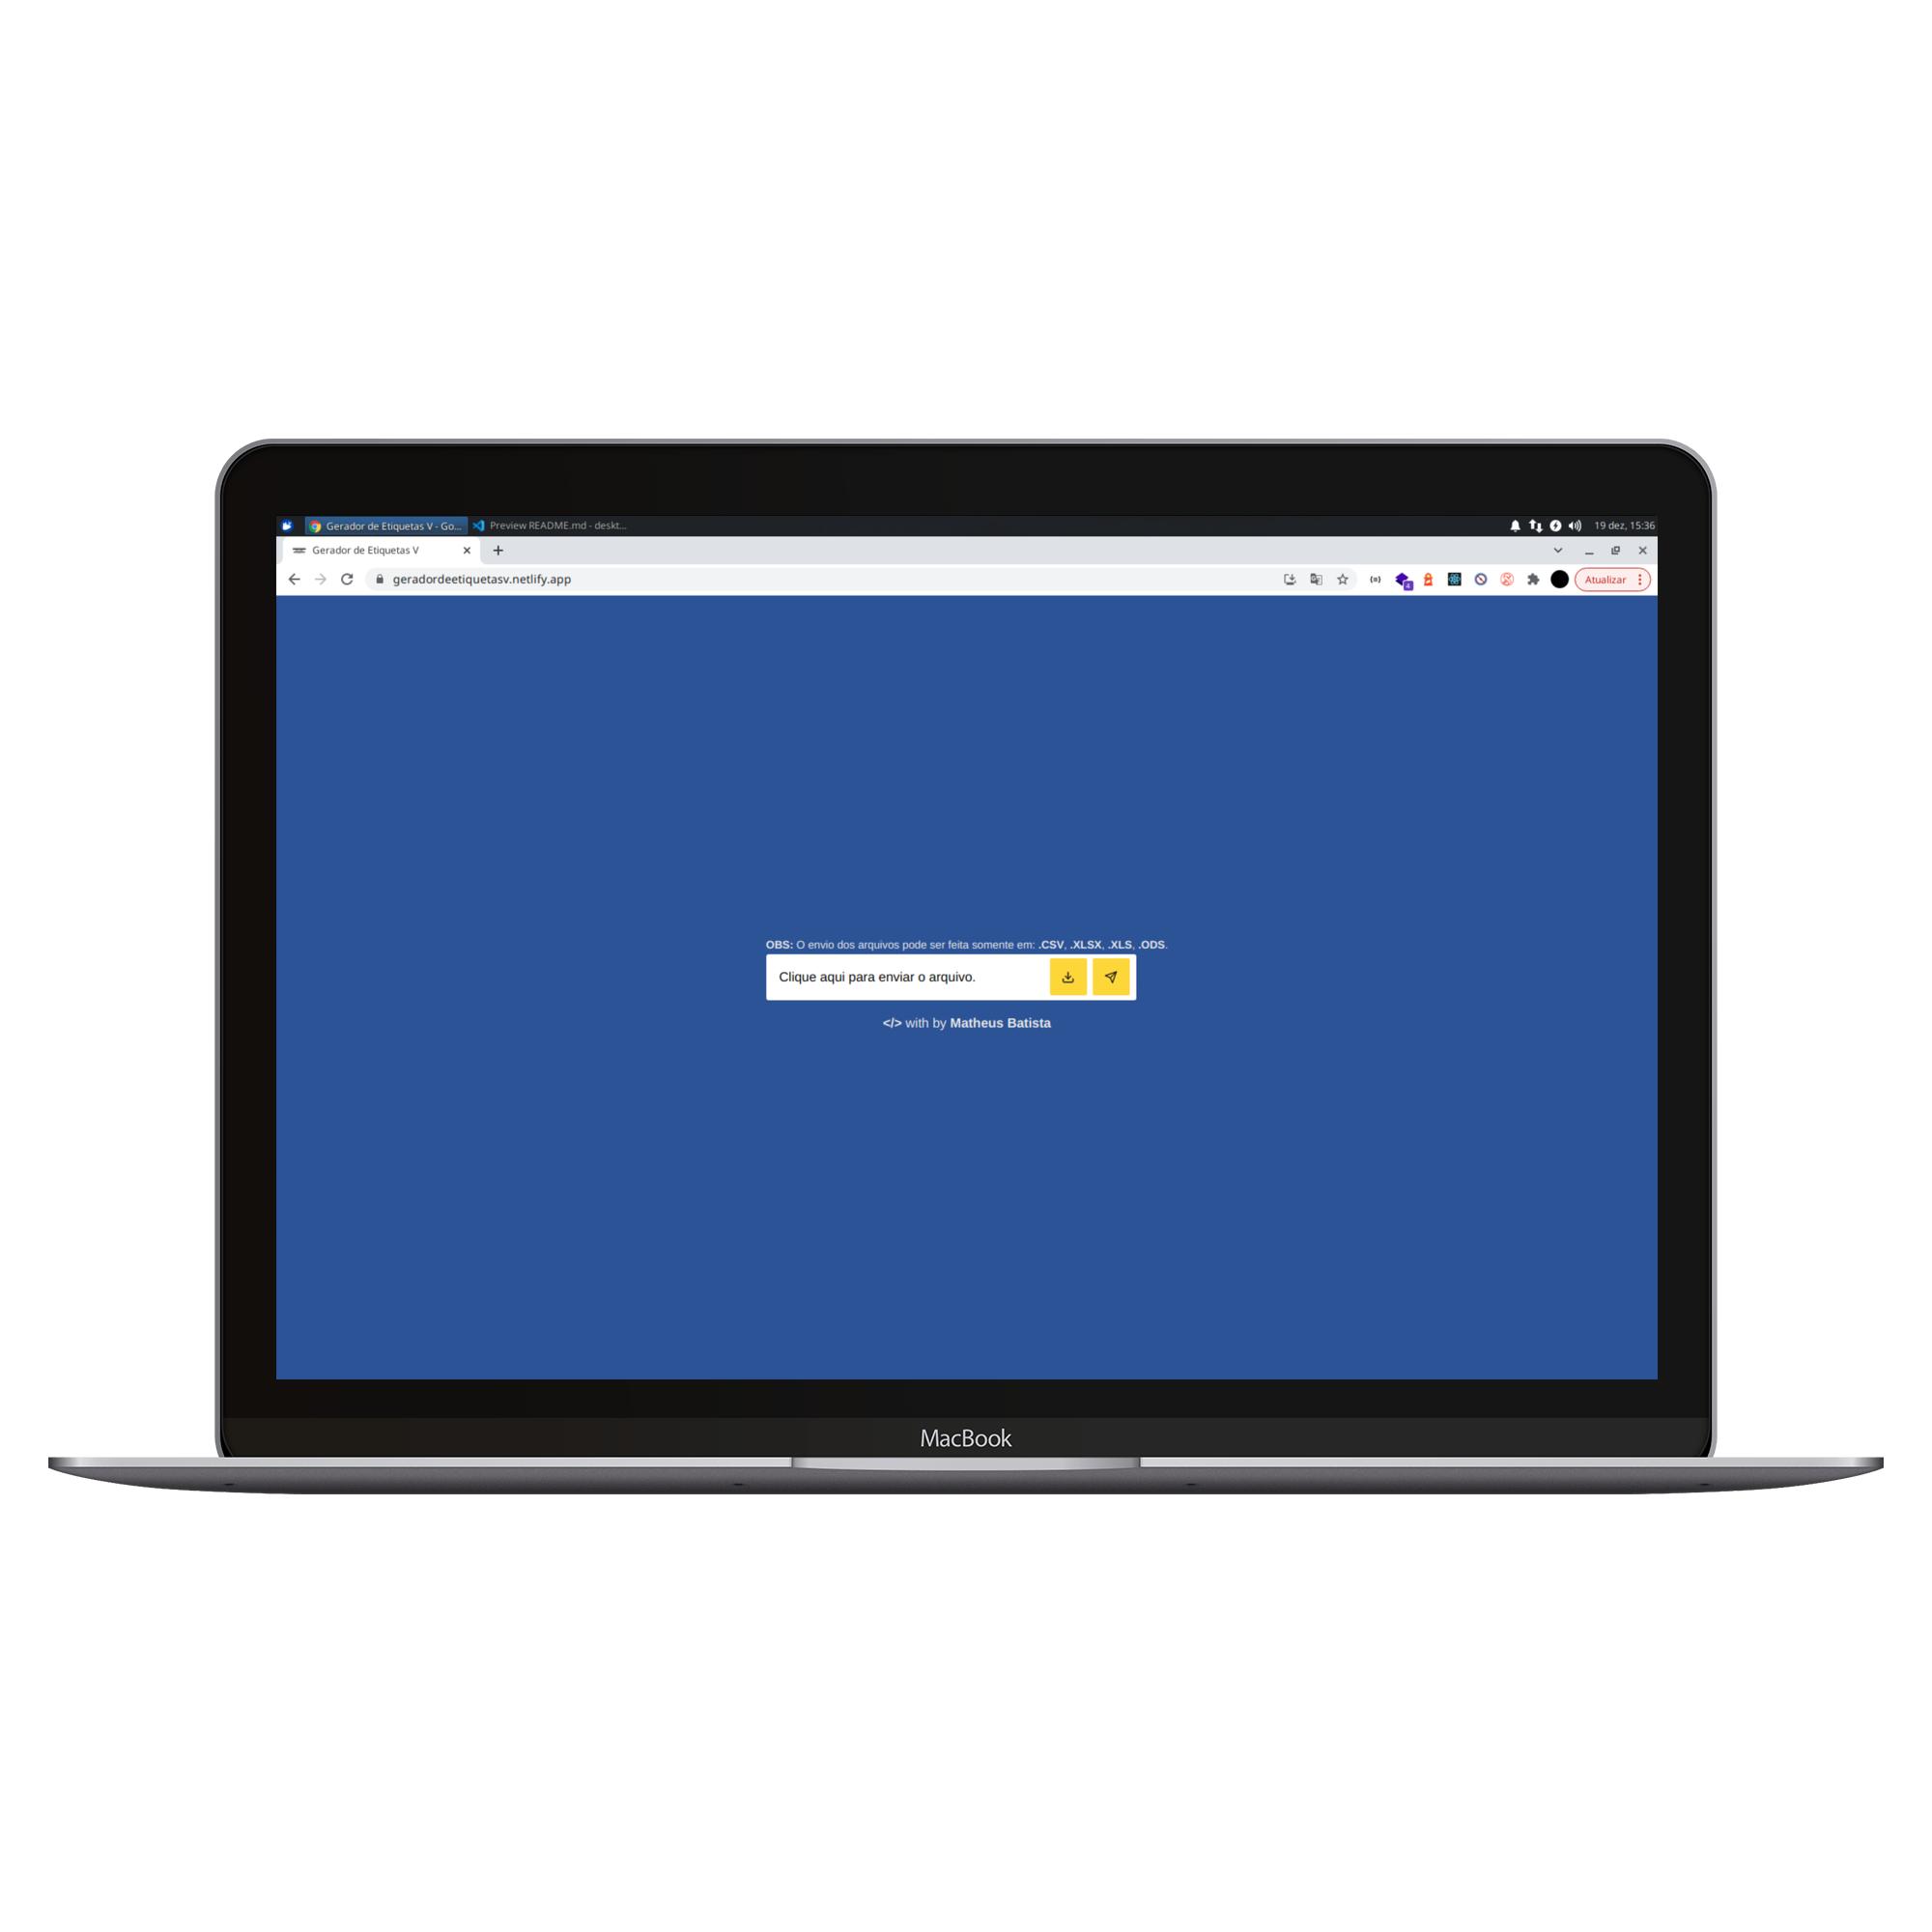 Gerador de Etiquetas V - Go... Preview README.md - deskt... 19 dez, 15:36
Gerador de Etiquetas V
geradordeetiquetasv.netlify.app Atualizar
OBS: O envio dos arquivos pode ser feita somente em: .CSV, .XLSX, .XLS, .ODS.
Clique aqui para enviar o arquivo.
</> with by Matheus Batista
MacBook